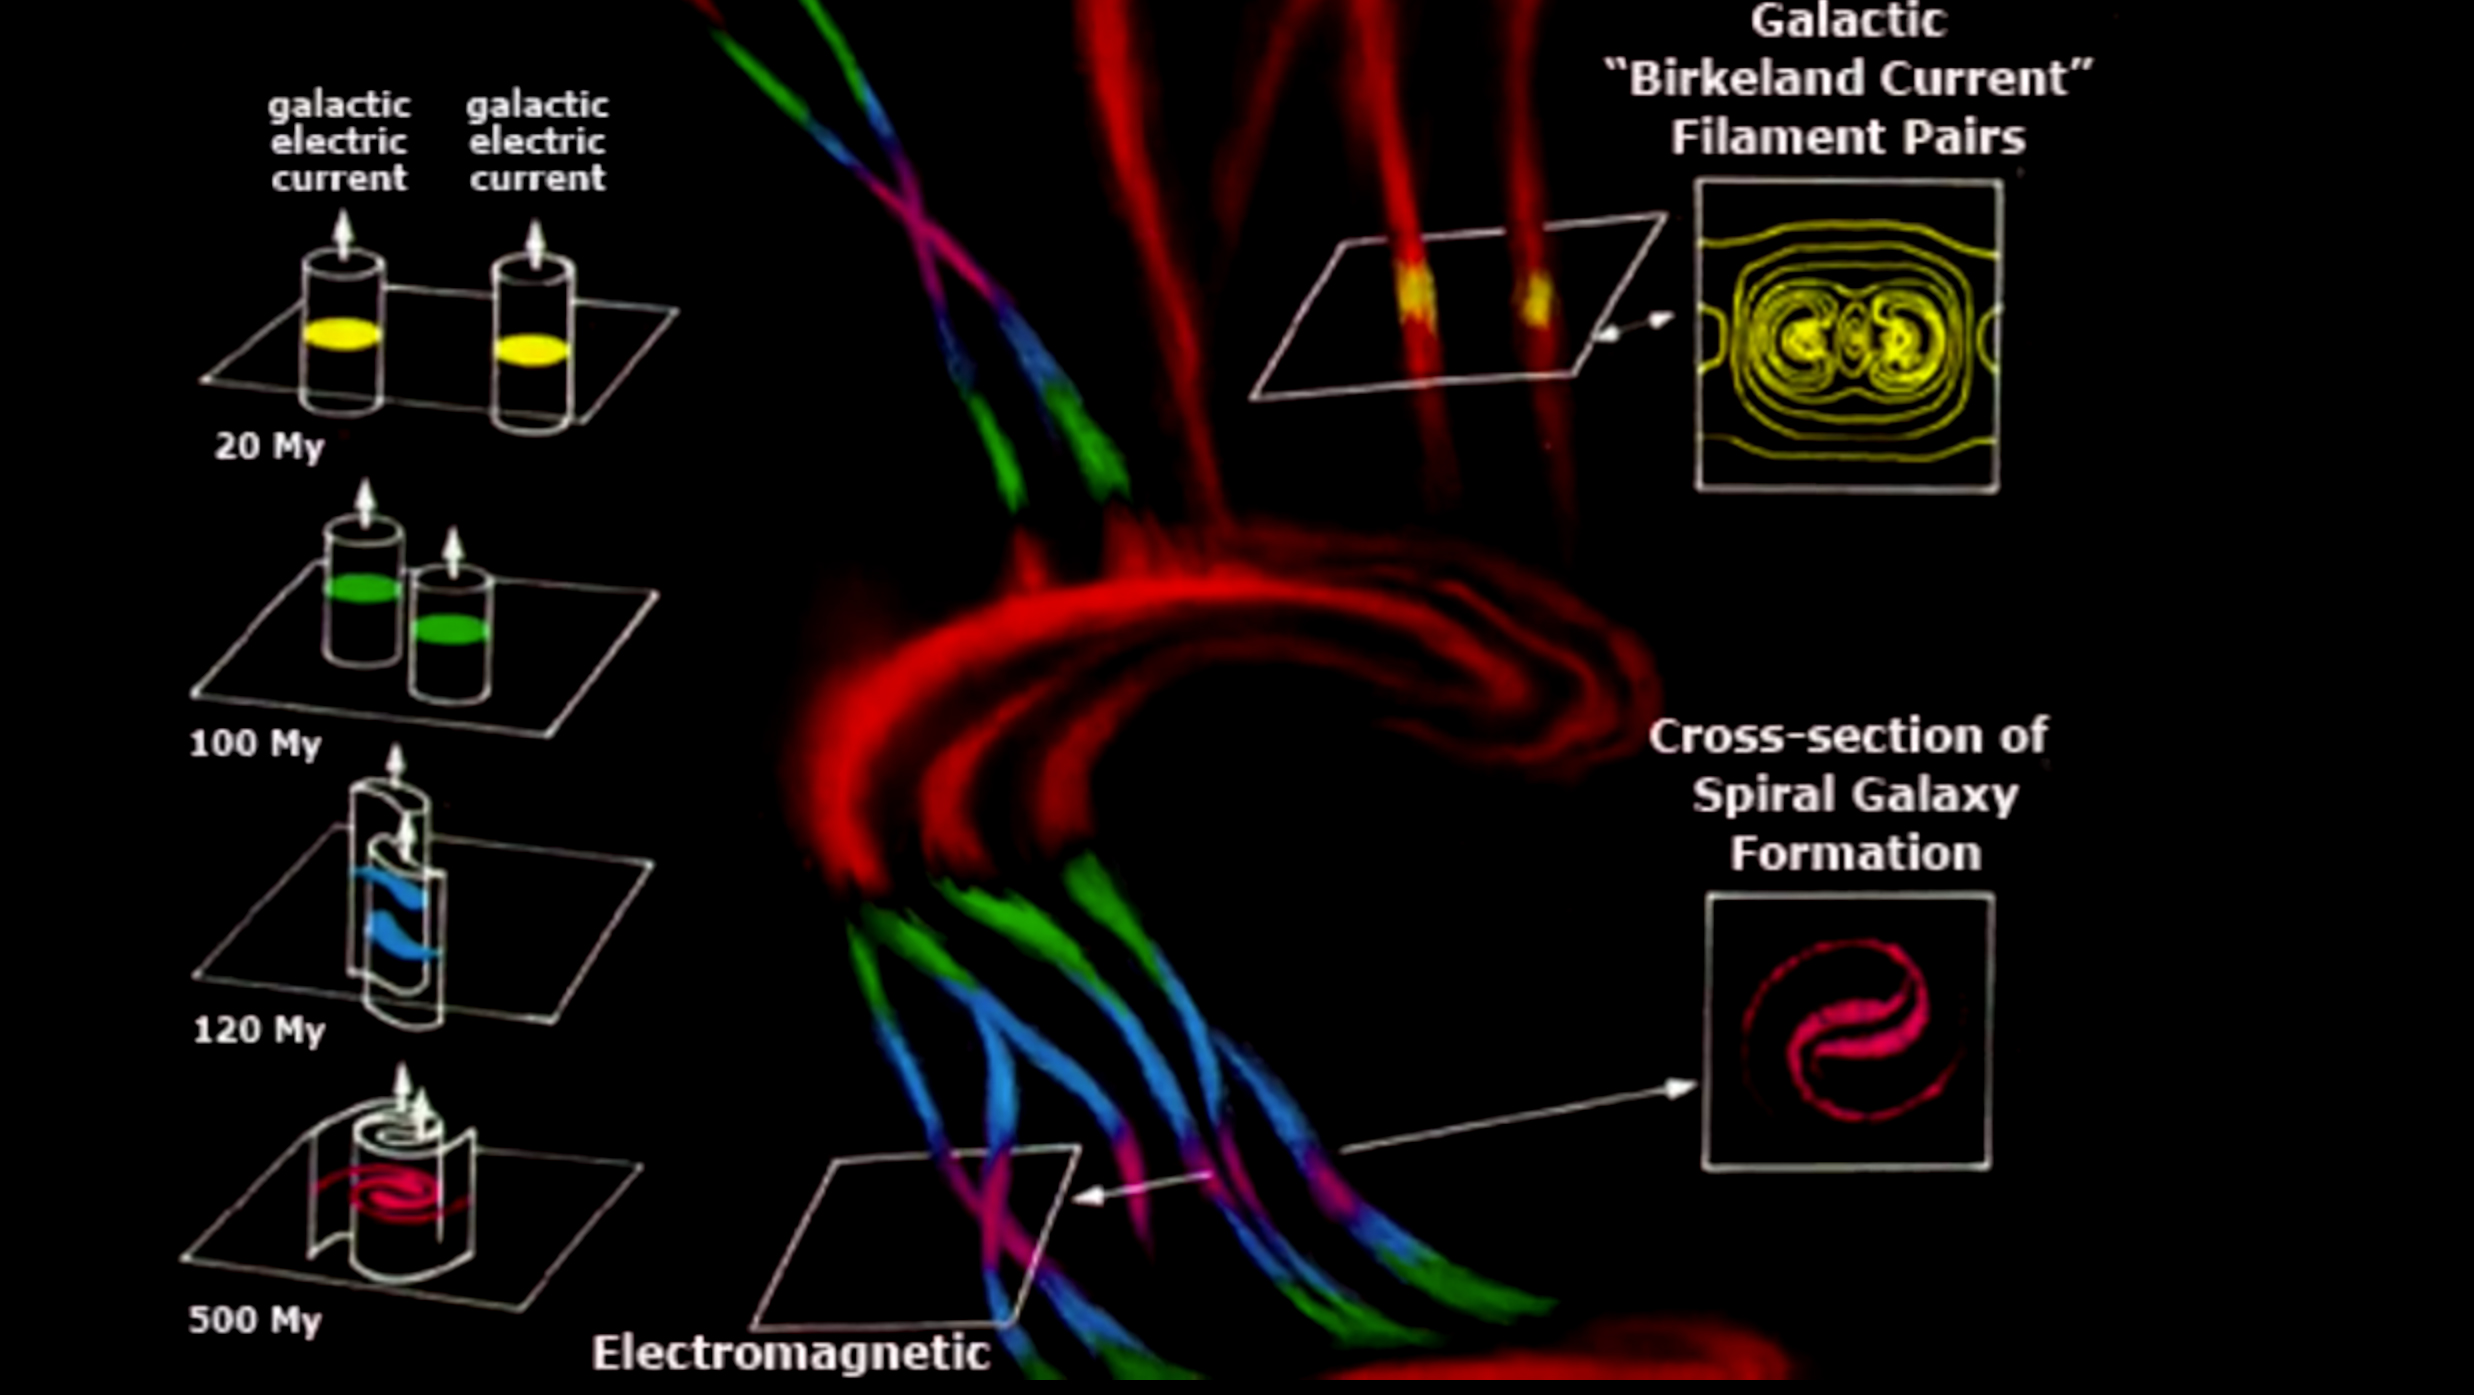 galactic
electric
current
galactic
electric
current
20 My
100 My
120 My
500 My
Electromagnetic
Galactic
“Birkeland Current”
Filament Pairs
Cross-section of
Spiral Galaxy
Formation